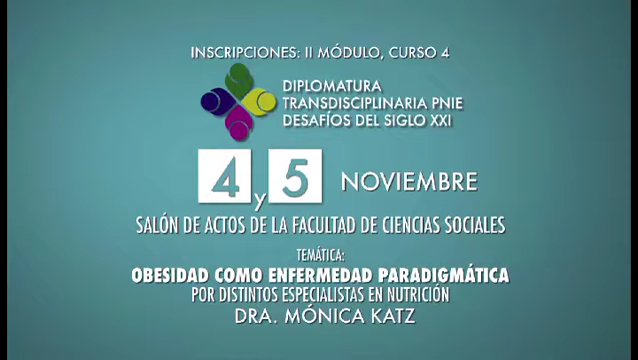 INSCRIPCIONES: II MÓDULO, CURSO 4
DIPLOMATURA
TRANSDISCIPLINARIA PNIE
DESAFÍOS DEL SIGLO XXI
4 y 5 NOVIEMBRE
SALÓN DE ACTOS DE LA FACULTAD DE CIENCIAS SOCIALES
TEMÁTICA:
OBESIDAD COMO ENFERMEDAD PARADIGMÁTICA
POR DISTINTOS ESPECIALISTAS EN NUTRICIÓN
DRA. MÓNICA KATZ